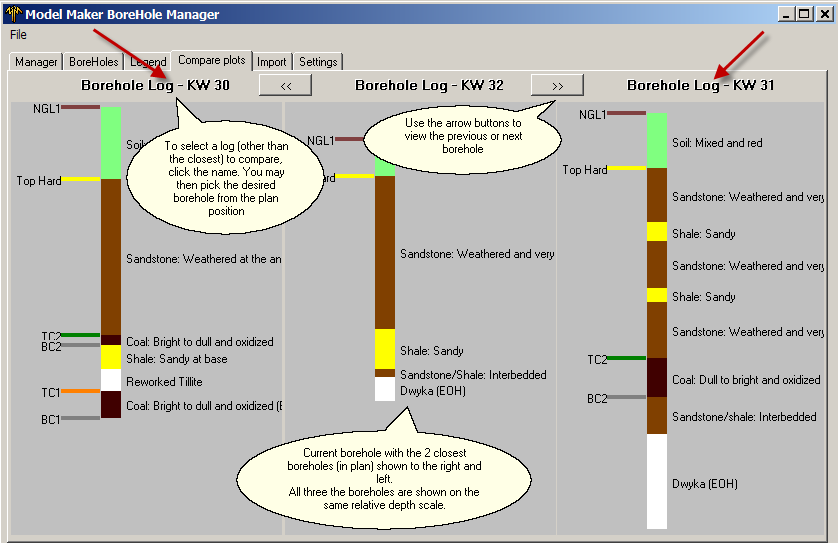 Model Maker BoreHole Manager
File
Manager BoreHoles Legend Compare plots Import Settings
Borehole Log - KW 30
<<
Borehole Log - KW 32
>>
Borehole Log - KW 31
NGL1
Soil
Top Hard
Sandstone: Weathered at the an
TC2
Coal: Bright to dull and oxidized
BC2
Shale: Sandy at base
Reworked Tillite
TC1
Coal: Bright to dull and oxidized (E
BC1
To select a log (other than
the closest) to compare,
click the name. You may
then pick the desired
borehole from the plan
position
NGL1
ard
Sandstone: Weathered and very
Shale: Sandy
Sandstone/Shale: Interbedded
Dwyka (EOH)
Use the arrow buttons to
view the previous or next
borehole
Current borehole with the 2 closest
boreholes (in plan) shown to the right and
left.
All three the boreholes are shown on the
same relative depth scale.
NGL1
Soil: Mixed and red
Top Hard
Sandstone: Weathered and very
Shale: Sandy
Sandstone: Weathered and very
Shale: Sandy
Sandstone: Weathered and very
TC2
Coal: Dull to bright and oxidized
BC2
Sandstone/shale: Interbedded
Dwyka (EOH)